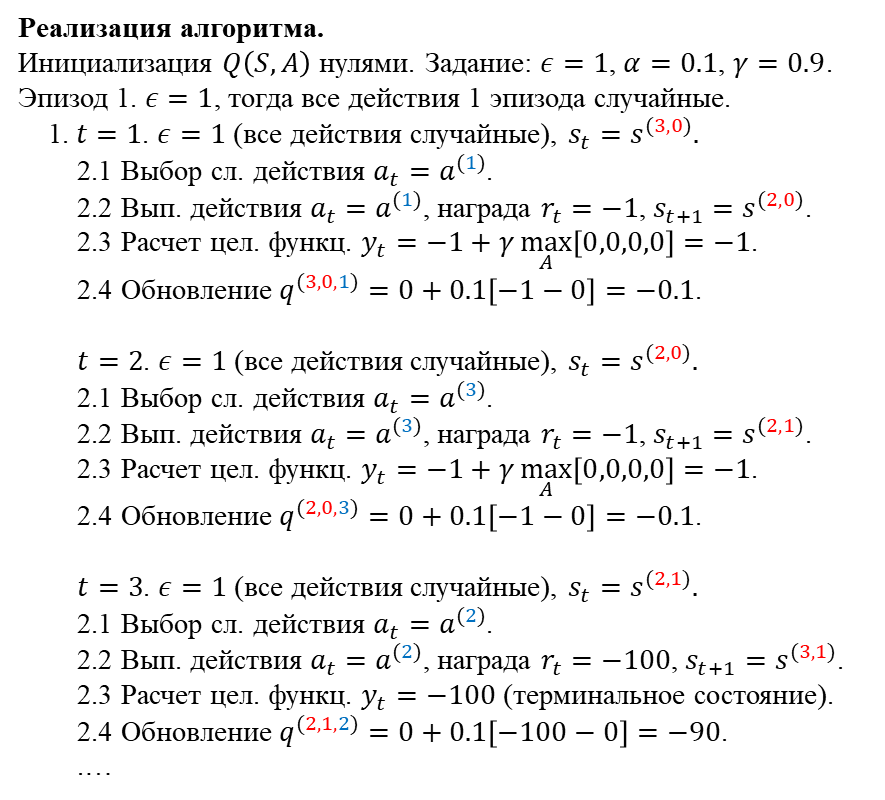 Реализация алгоритма.
Инициализация Q(S, A) нулями. Задание: ϵ = 1, α = 0.1, γ = 0.9.
Эпизод 1. ϵ = 1, тогда все действия 1 эпизода случайные.
1. t = 1. ϵ = 1 (все действия случайные), s_t = s^(3,0).
2.1 Выбор сл. действия a_t = a^(1).
2.2 Вып. действия a_t = a^(1), награда r_t = −1, s_{t+1} = s^(2,0).
2.3 Расчет цел. функц. y_t = −1 + γ max_A[0,0,0,0] = −1.
2.4 Обновление q^(3,0,1) = 0 + 0.1[−1 − 0] = −0.1.
t = 2. ϵ = 1 (все действия случайные), s_t = s^(2,0).
2.1 Выбор сл. действия a_t = a^(3).
2.2 Вып. действия a_t = a^(3), награда r_t = −1, s_{t+1} = s^(2,1).
2.3 Расчет цел. функц. y_t = −1 + γ max_A[0,0,0,0] = −1.
2.4 Обновление q^(2,0,3) = 0 + 0.1[−1 − 0] = −0.1.
t = 3. ϵ = 1 (все действия случайные), s_t = s^(2,1).
2.1 Выбор сл. действия a_t = a^(2).
2.2 Вып. действия a_t = a^(2), награда r_t = −100, s_{t+1} = s^(3,1).
2.3 Расчет цел. функц. y_t = −100 (терминальное состояние).
2.4 Обновление q^(2,1,2) = 0 + 0.1[−100 − 0] = −90.
....